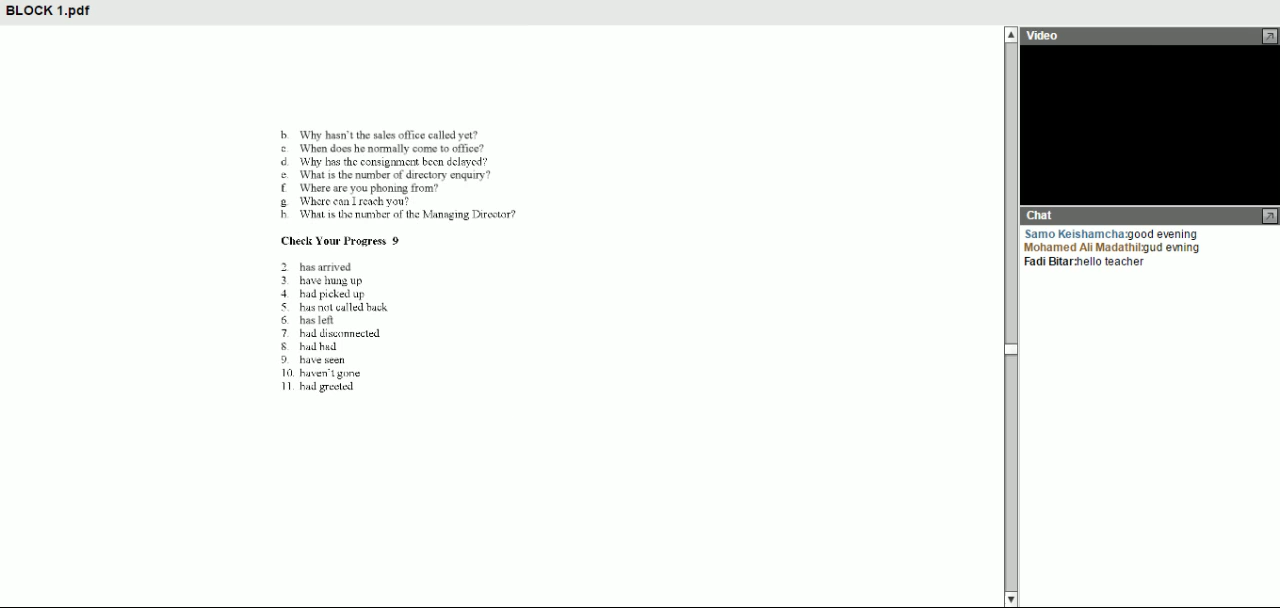 BLOCK 1.pdf
b. Why hasn't the sales office called yet?
c. When does he normally come to office?
d. Why has the consignment been delayed?
e. What is the number of directory enquiry?
f. Where are you phoning from?
g. Where can I reach you?
h. What is the number of the Managing Director?
Check Your Progress 9
2. has arrived
3. have hung up
4. had picked up
5. has not called back
6. has left
7. had disconnected
8. had had
9. have seen
10. haven't gone
11. had greeted
Video
Chat
Samo Keishamcha:good evening
Mohamed Ali Madathil:gud evning
Fadi Bitar:hello teacher